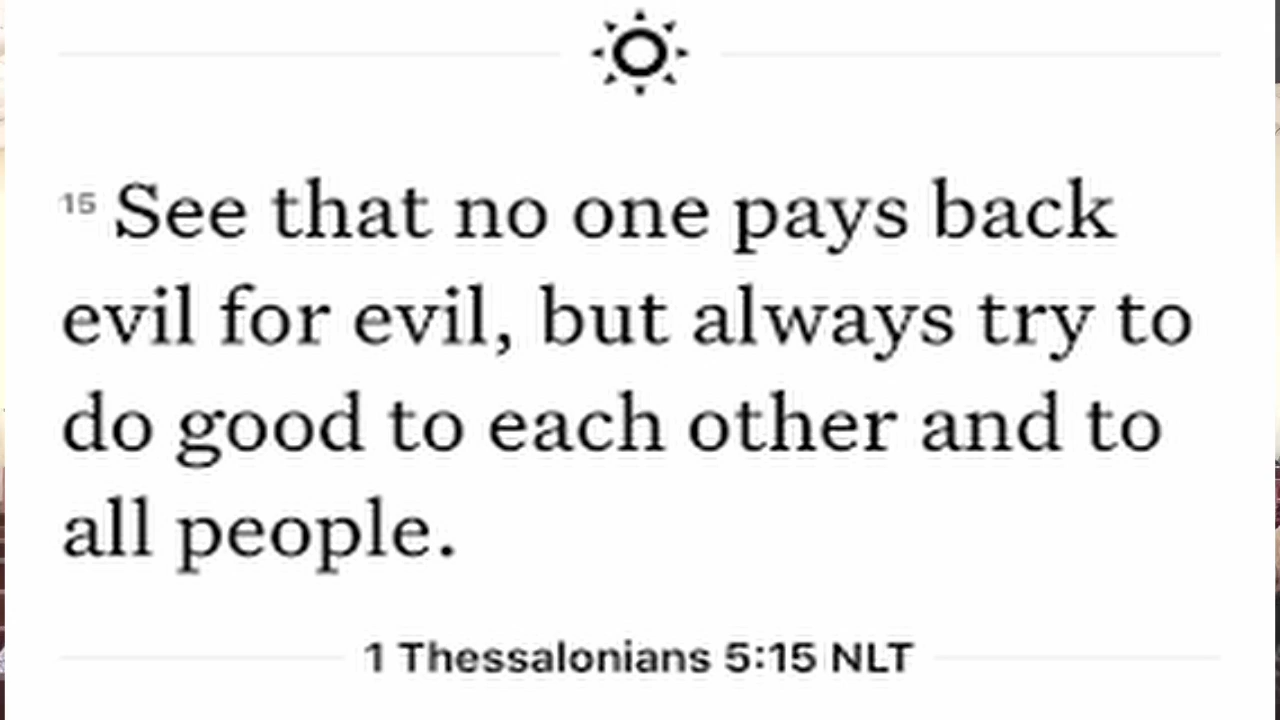 15 See that no one pays back
evil for evil, but always try to
do good to each other and to
all people.
1 Thessalonians 5:15 NLT